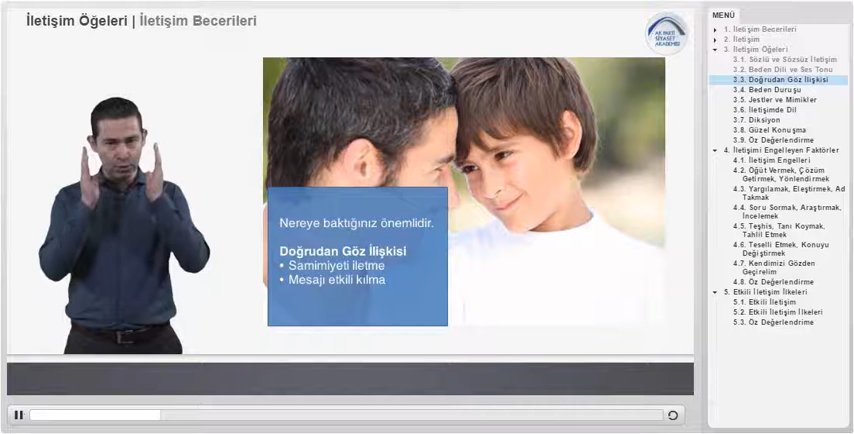 İletişim Öğeleri | İletişim Becerileri
AK PARTİ
SİYASET
AKADEMİSİ
Nereye baktığınız önemlidir.
Doğrudan Göz İlişkisi
• Samimiyeti iletme
• Mesajı etkili kılma
MENÜ
1. İletişim Becerileri
2. İletişim
3. İletişim Öğeleri
3.1. Sözlü ve Sözsüz İletişim
3.2. Beden Dili ve Ses Tonu
3.3. Doğrudan Göz İlişkisi
3.4. Beden Duruşu
3.5. Jestler ve Mimikler
3.6. İletişimde Dil
3.7. Diksiyon
3.8. Güzel Konuşma
3.9. Öz Değerlendirme
4. İletişimi Engelleyen Faktörler
4.1. İletişim Engelleri
4.2. Öğüt Vermek, Çözüm
Getirmek, Yönlendirmek
4.3. Yargılamak, Eleştirmek, Ad
Takmak
4.4. Soru Sormak, Araştırmak,
İncelemek
4.5. Teşhis, Tanı Koymak,
Tahlil Etmek
4.6. Teselli Etmek, Konuyu
Değiştirmek
4.7. Kendimizi Gözden
Geçirelim
4.8. Öz Değerlendirme
5. Etkili İletişim İlkeleri
5.1. Etkili İletişim
5.2. Etkili İletişim İlkeleri
5.3. Öz Değerlendrime